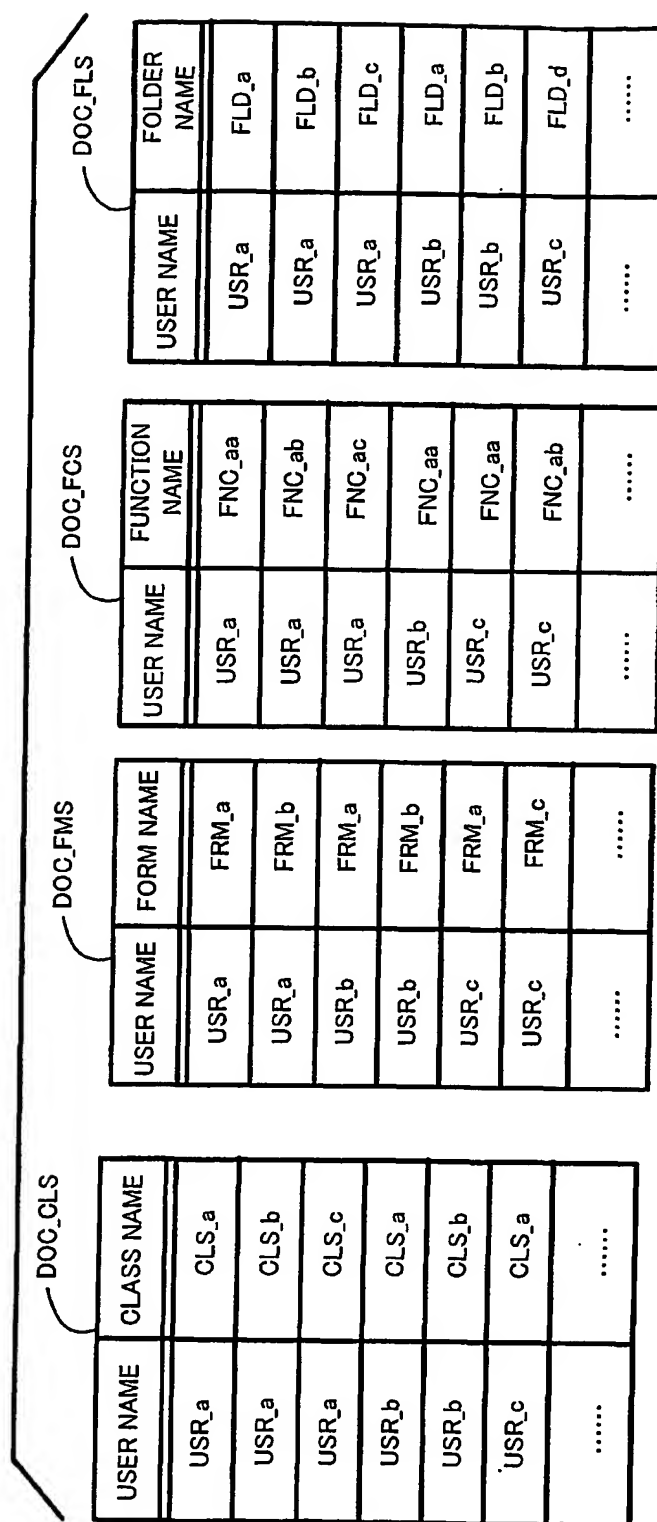 DOC_CLS
USER NAME CLASS NAME
USR_a CLS_a
USR_a CLS_b
USR_a CLS_c
USR_b CLS_a
USR_b CLS_b
USR_c CLS_a
...... ......
DOC_FMS
USER NAME FORM NAME
USR_a FRM_a
USR_a FRM_b
USR_b FRM_a
USR_b FRM_b
USR_c FRM_a
USR_c FRM_c
...... ......
DOC_FCS
USER NAME FUNCTION
NAME
USR_a FNC_aa
USR_a FNC_ab
USR_a FNC_ac
USR_b FNC_aa
USR_c FNC_aa
USR_c FNC_ab
...... ......
DOC_FLS
USER NAME FOLDER
NAME
USR_a FLD_a
USR_a FLD_b
USR_a FLD_c
USR_b FLD_a
USR_b FLD_b
USR_c FLD_d
...... ......